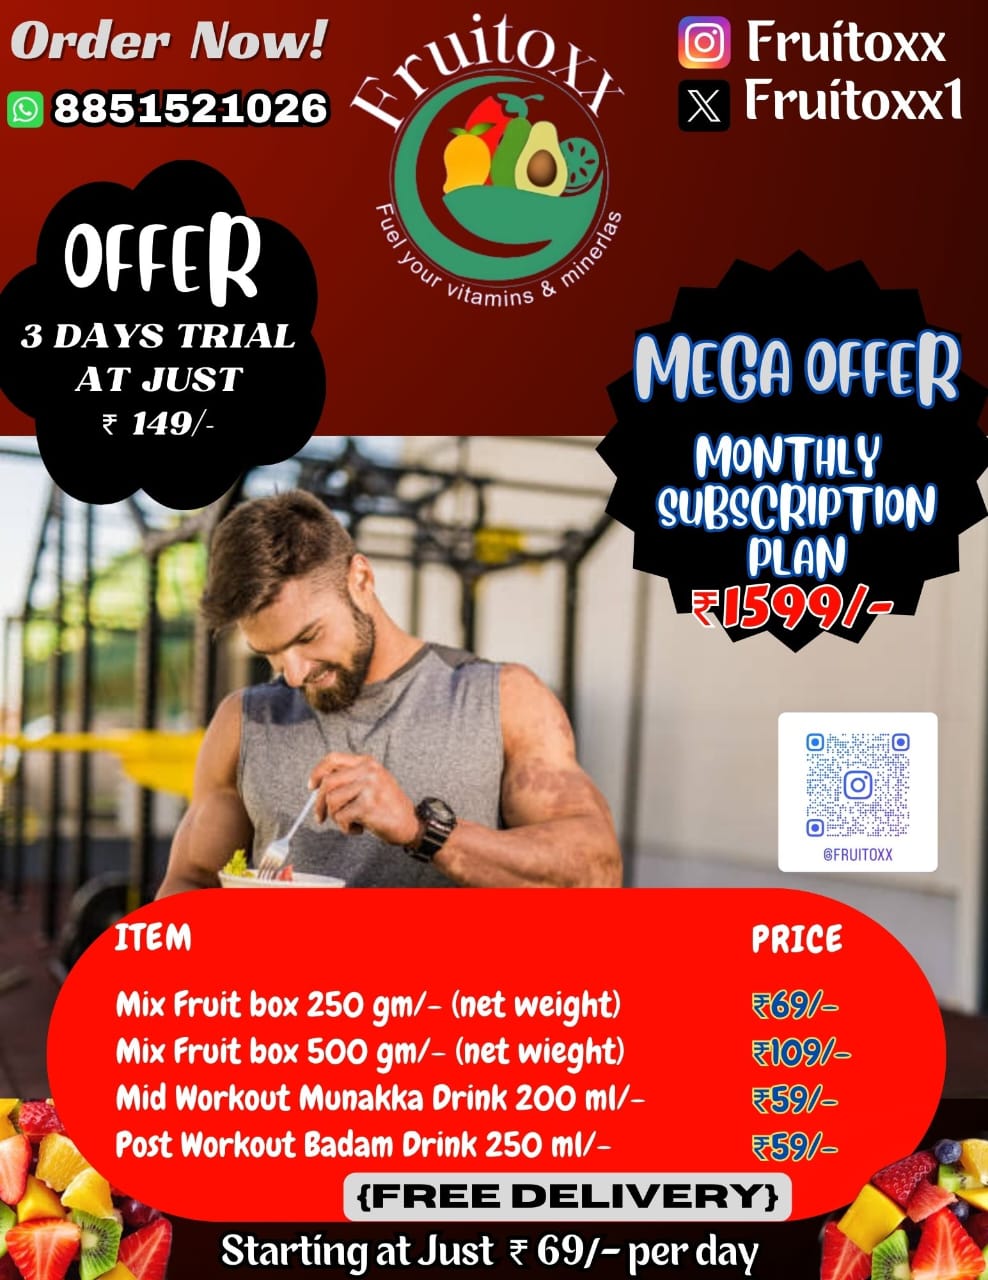 Order Now!
8851521026
Fruitoxx
Fuel your vitamins & minerlas
Fruitoxx
Fruitoxx1
OFFER
3 DAYS TRIAL
AT JUST
₹ 149/-
MEGA OFFER
MONTHLY
SUBSCRIPTION
PLAN
₹1599/-
@FRUITOXX
ITEM PRICE
Mix Fruit box 250 gm/- (net weight) ₹69/-
Mix Fruit box 500 gm/- (net wieght) ₹109/-
Mid Workout Munakka Drink 200 ml/- ₹59/-
Post Workout Badam Drink 250 ml/- ₹59/-
{FREE DELIVERY}
Starting at Just ₹ 69/- per day